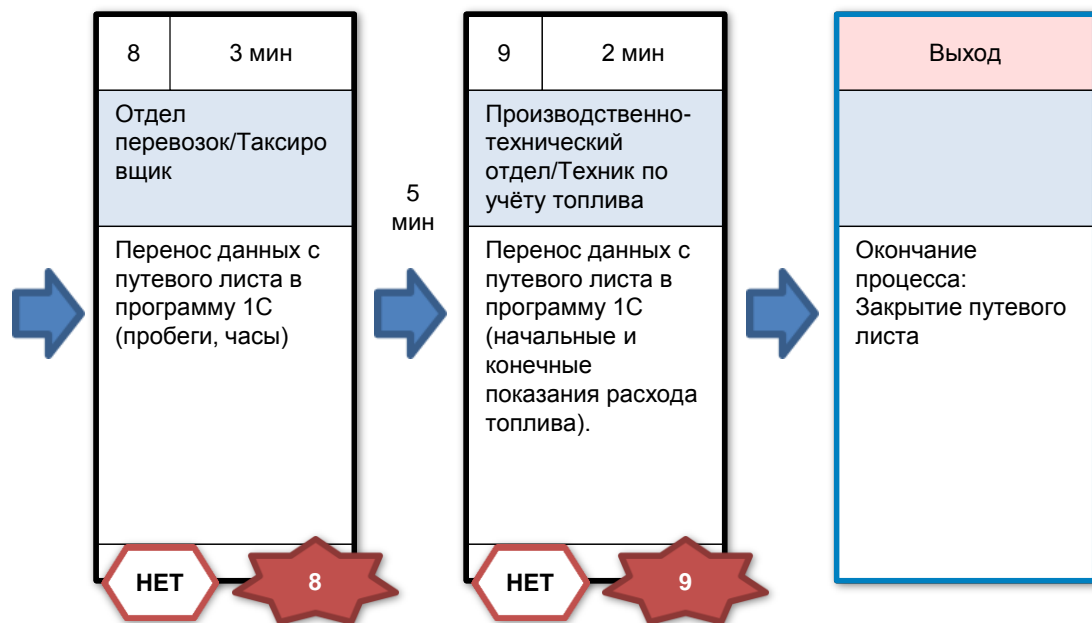 8
3 мин
Отдел
перевозок/Таксиро
вщик
Перенос данных с
путевого листа в
программу 1С
(пробеги, часы)
НЕТ
8
5
мин
9
2 мин
Производственно-
технический
отдел/Техник по
учёту топлива
Перенос данных с
путевого листа в
программу 1С
(начальные и
конечные
показания расхода
топлива).
НЕТ
9
Выход
Окончание
процесса:
Закрытие путевого
листа